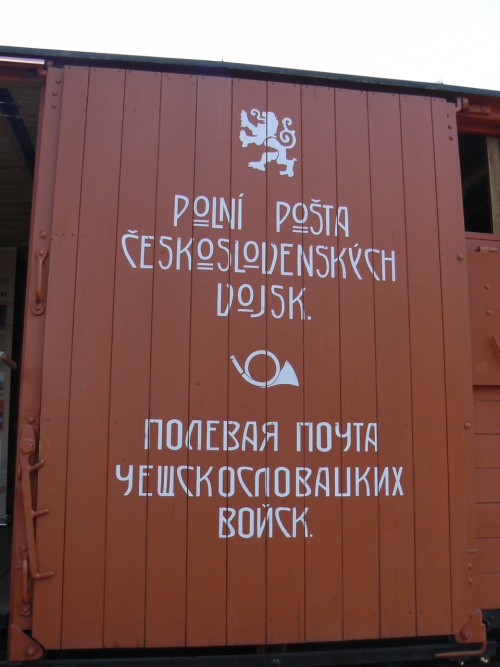 POLNÍ POŠTA
ČESKOSLOVENSKÝCH
VOJSK.
ПОЛЕВАЯ ПОЧТА
ЧЕШСКОСЛОВАЦКИХ
ВОЙСК.